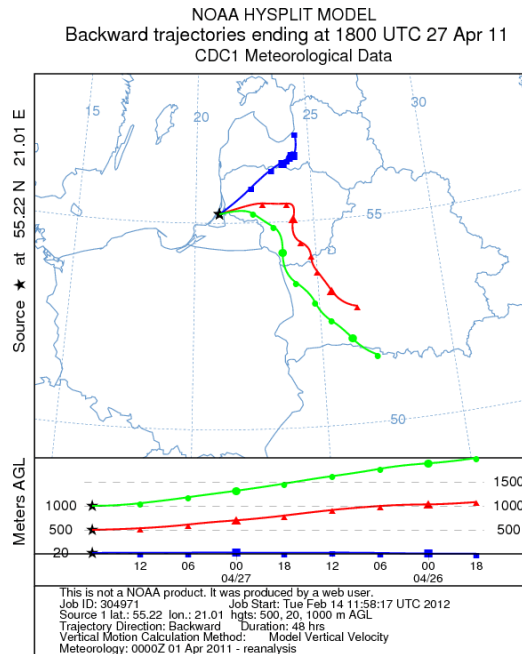 NOAA HYSPLIT MODEL
Backward trajectories ending at 1800 UTC 27 Apr 11
CDC1 Meteorological Data
Source ★ at 55.22 N 21.01 E
15
20
25
30
55
50
Meters AGL
1500
1000
1000
500
500
20
12 06 00 18 12 06 00 18
04/27 04/26
This is not a NOAA product. It was produced by a web user.
Job ID: 304971 Job Start: Tue Feb 14 11:58:17 UTC 2012
Source 1 lat.: 55.22 lon.: 21.01 hgts: 500, 20, 1000 m AGL
Trajectory Direction: Backward Duration: 48 hrs
Vertical Motion Calculation Method: Model Vertical Velocity
Meteorology: 0000Z 01 Apr 2011 - reanalysis